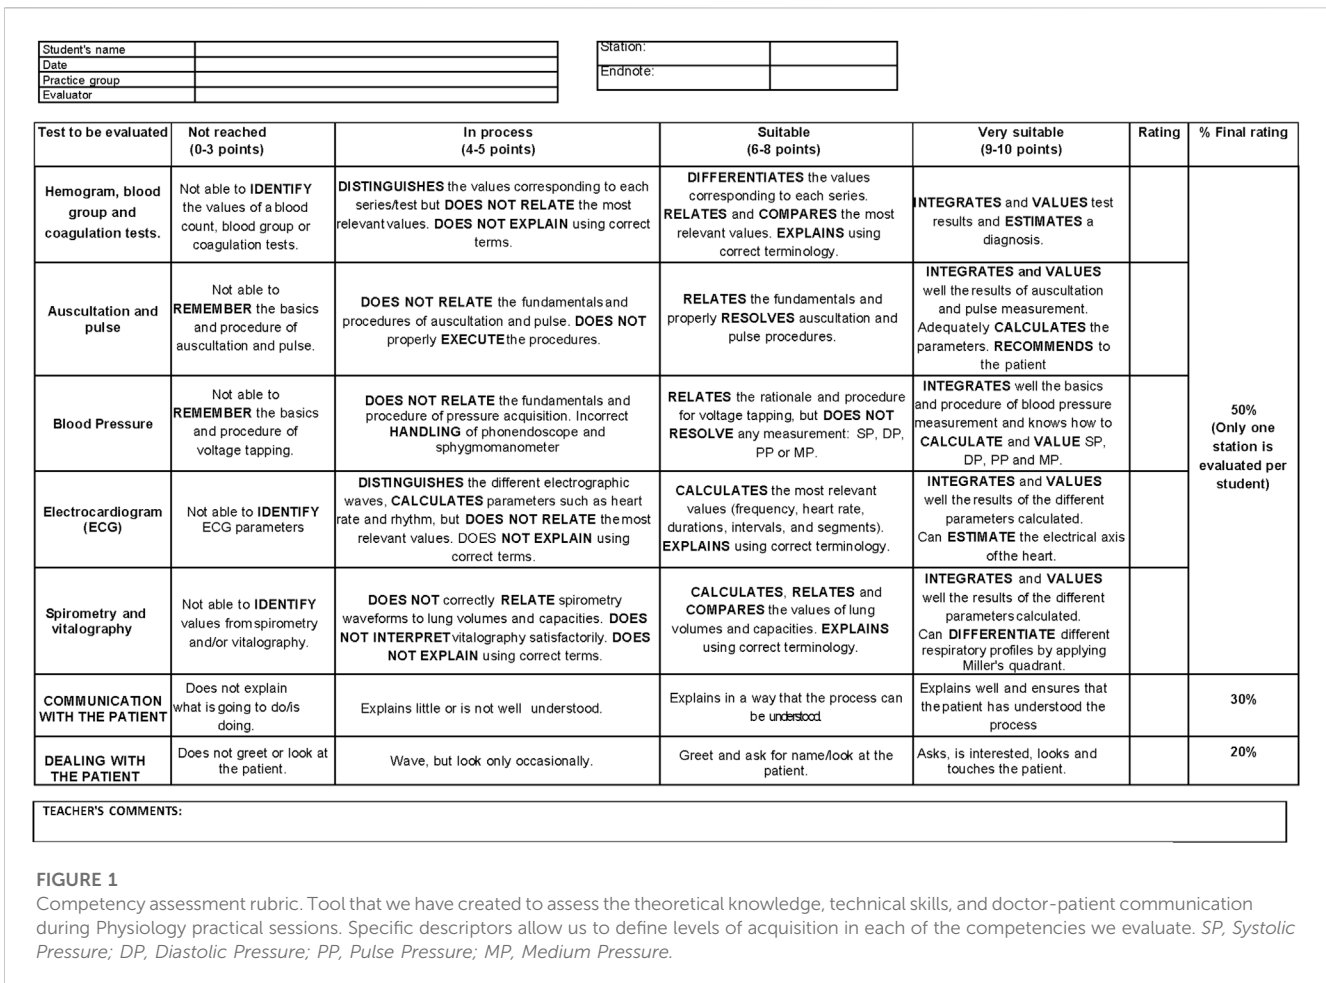 Student's name
Date
Practice group
Evaluator
Station:
Endnote:
Test to be evaluated
Not reached
(0-3 points)
In process
(4-5 points)
Suitable
(6-8 points)
Very suitable
(9-10 points)
Rating
% Final rating
Hemogram, blood
group and
coagulation tests.
Not able to IDENTIFY
the values of a blood
count, blood group or
coagulation tests.
DISTINGUISHES the values corresponding to each
series/test but DOES NOT RELATE the most
relevant values. DOES NOT EXPLAIN using correct
terms.
DIFFERENTIATES the values
corresponding to each series.
RELATES and COMPARES the most
relevant values. EXPLAINS using
correct terminology.
INTEGRATES and VALUES test
results and ESTIMATES a
diagnosis.
Auscultation and
pulse
Not able to
REMEMBER the basics
and procedure of
auscultation and pulse.
DOES NOT RELATE the fundamentals and
procedures of auscultation and pulse. DOES NOT
properly EXECUTE the procedures.
RELATES the fundamentals and
properly RESOLVES auscultation and
pulse procedures.
INTEGRATES and VALUES
well the results of auscultation
and pulse measurement.
Adequately CALCULATES the
parameters. RECOMMENDS to
the patient
Blood Pressure
Not able to
REMEMBER the basics
and procedure of
voltage tapping.
DOES NOT RELATE the fundamentals and
procedure of pressure acquisition. Incorrect
HANDLING of phonendoscope and
sphygmomanometer
RELATES the rationale and procedure
for voltage tapping, but DOES NOT
RESOLVE any measurement: SP, DP,
PP or MP.
INTEGRATES well the basics
and procedure of blood pressure
measurement and knows how to
CALCULATE and VALUE SP,
DP, PP and MP.
50%
(Only one
station is
evaluated per
student)
Electrocardiogram
(ECG)
Not able to IDENTIFY
ECG parameters
DISTINGUISHES the different electrographic
waves, CALCULATES parameters such as heart
rate and rhythm, but DOES NOT RELATE the most
relevant values. DOES NOT EXPLAIN using
correct terms.
CALCULATES the most relevant
values (frequency, heart rate,
durations, intervals, and segments).
EXPLAINS using correct terminology.
INTEGRATES and VALUES
well the results of the different
parameters calculated.
Can ESTIMATE the electrical axis
of the heart.
Spirometry and
vitalography
Not able to IDENTIFY
values from spirometry
and/or vitalography.
DOES NOT correctly RELATE spirometry
waveforms to lung volumes and capacities. DOES
NOT INTERPRET vitalography satisfactorily. DOES
NOT EXPLAIN using correct terms.
CALCULATES, RELATES and
COMPARES the values of lung
volumes and capacities. EXPLAINS
using correct terminology.
INTEGRATES and VALUES
well the results of the different
parameters calculated.
Can DIFFERENTIATE different
respiratory profiles by applying
Miller's quadrant.
COMMUNICATION
WITH THE PATIENT
Does not explain
what is going to do/is
doing.
Explains little or is not well understood.
Explains in a way that the process can
be understood.
Explains well and ensures that
the patient has understood the
process
30%
DEALING WITH
THE PATIENT
Does not greet or look at
the patient.
Wave, but look only occasionally.
Greet and ask for name/look at the
patient.
Asks, is interested, looks and
touches the patient.
20%
TEACHER'S COMMENTS:
FIGURE 1
Competency assessment rubric. Tool that we have created to assess the theoretical knowledge, technical skills, and doctor-patient communication
during Physiology practical sessions. Specific descriptors allow us to define levels of acquisition in each of the competencies we evaluate. SP, Systolic
Pressure; DP, Diastolic Pressure; PP, Pulse Pressure; MP, Medium Pressure.